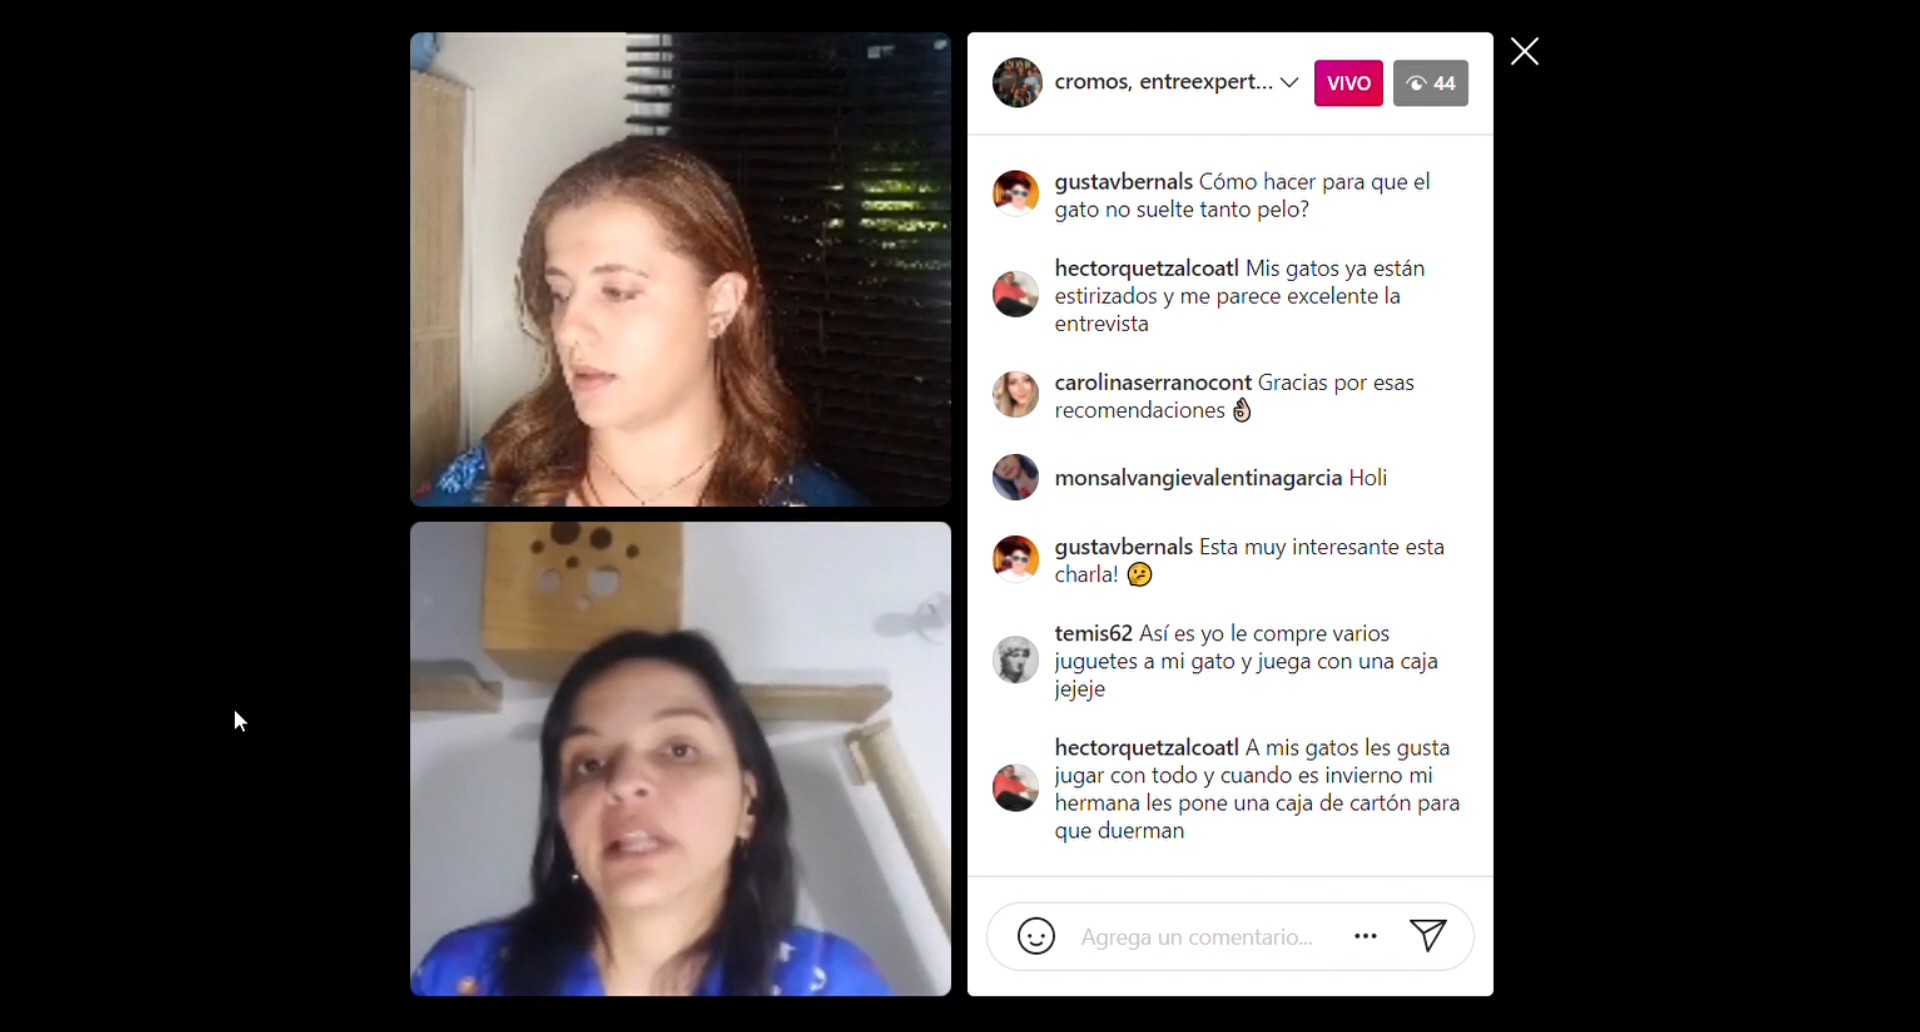 cromos, entreexpert...
VIVO
44
gustavbernals Cómo hacer para que el
gato no suelte tanto pelo?
hectorquetzalcoatl Mis gatos ya están
estirizados y me parece excelente la
entrevista
carolinaserranocont Gracias por esas
recomendaciones 👌🏻
monsalvangievalentinagarcia Holi
gustavbernals Esta muy interesante esta
charla! 🤔
temis62 Así es yo le compre varios
juguetes a mi gato y juega con una caja
jejeje
hectorquetzalcoatl A mis gatos les gusta
jugar con todo y cuando es invierno mi
hermana les pone una caja de cartón para
que duerman
Agrega un comentario...